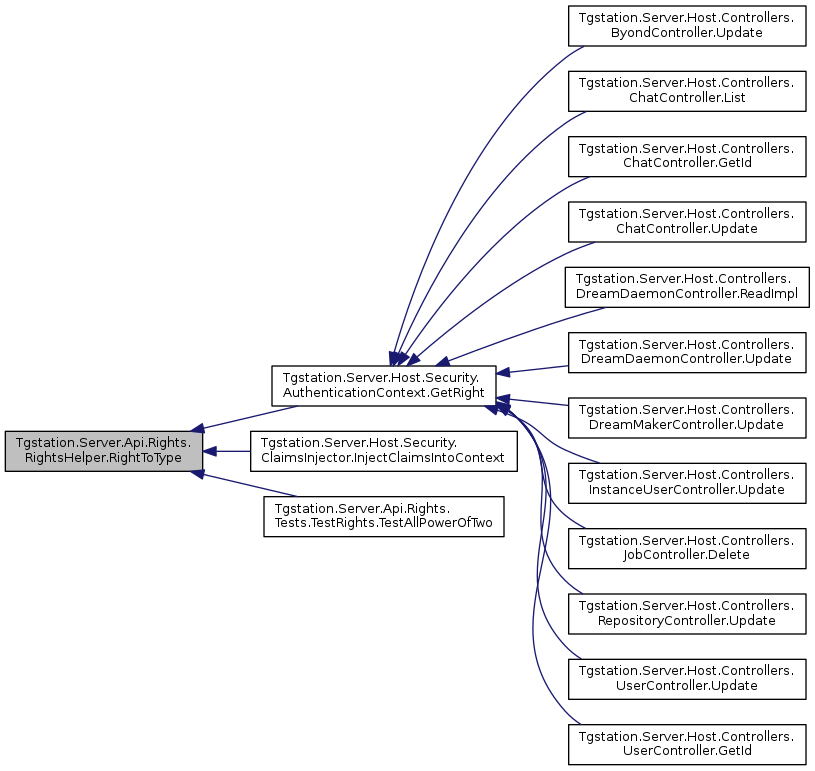 Tgstation.Server.Host.Controllers.
ByondController.Update
Tgstation.Server.Host.Controllers.
ChatController.List
Tgstation.Server.Host.Controllers.
ChatController.GetId
Tgstation.Server.Host.Controllers.
ChatController.Update
Tgstation.Server.Host.Controllers.
DreamDaemonController.ReadImpl
Tgstation.Server.Host.Controllers.
DreamDaemonController.Update
Tgstation.Server.Host.Security.
AuthenticationContext.GetRight
Tgstation.Server.Host.Controllers.
DreamMakerController.Update
Tgstation.Server.Api.Rights.
RightsHelper.RightToType
Tgstation.Server.Host.Security.
ClaimsInjector.InjectClaimsIntoContext
Tgstation.Server.Host.Controllers.
InstanceUserController.Update
Tgstation.Server.Api.Rights.
Tests.TestRights.TestAllPowerOfTwo
Tgstation.Server.Host.Controllers.
JobController.Delete
Tgstation.Server.Host.Controllers.
RepositoryController.Update
Tgstation.Server.Host.Controllers.
UserController.Update
Tgstation.Server.Host.Controllers.
UserController.GetId